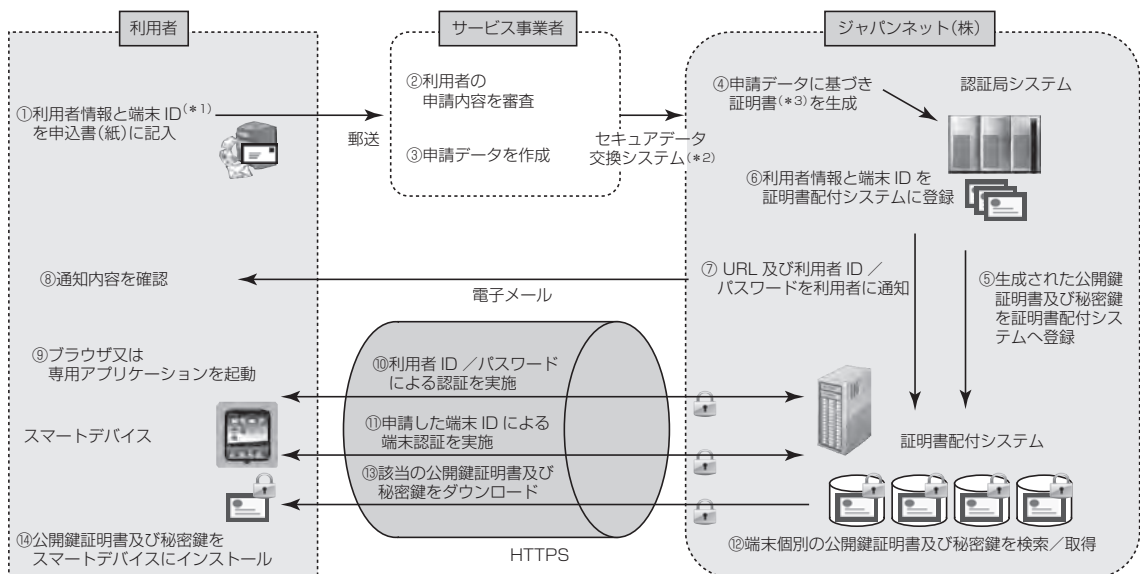 利用者
サービス事業者
ジャパンネット(株)
①利用者情報と端末 ID(*1)
を申込書(紙)に記入
郵送
②利用者の
申請内容を審査
③申請データを作成
セキュアデータ
交換システム(*2)
④申請データに基づき
証明書(*3)を生成
認証局システム
⑥利用者情報と端末 ID を
証明書配付システムに登録
⑦ URL 及び利用者 ID /
パスワードを利用者に通知
⑤生成された公開鍵
証明書及び秘密鍵
を証明書配付シス
テムへ登録
⑧通知内容を確認
電子メール
⑨ブラウザ又は
専用アプリケーションを起動
⑩利用者 ID /パスワード
による認証を実施
⑪申請した端末 ID による
端末認証を実施
スマートデバイス
証明書配付システム
⑬該当の公開鍵証明書及び
秘密鍵をダウンロード
⑭公開鍵証明書及び秘密鍵を
スマートデバイスにインストール
HTTPS
⑫端末個別の公開鍵証明書及び秘密鍵を検索/取得